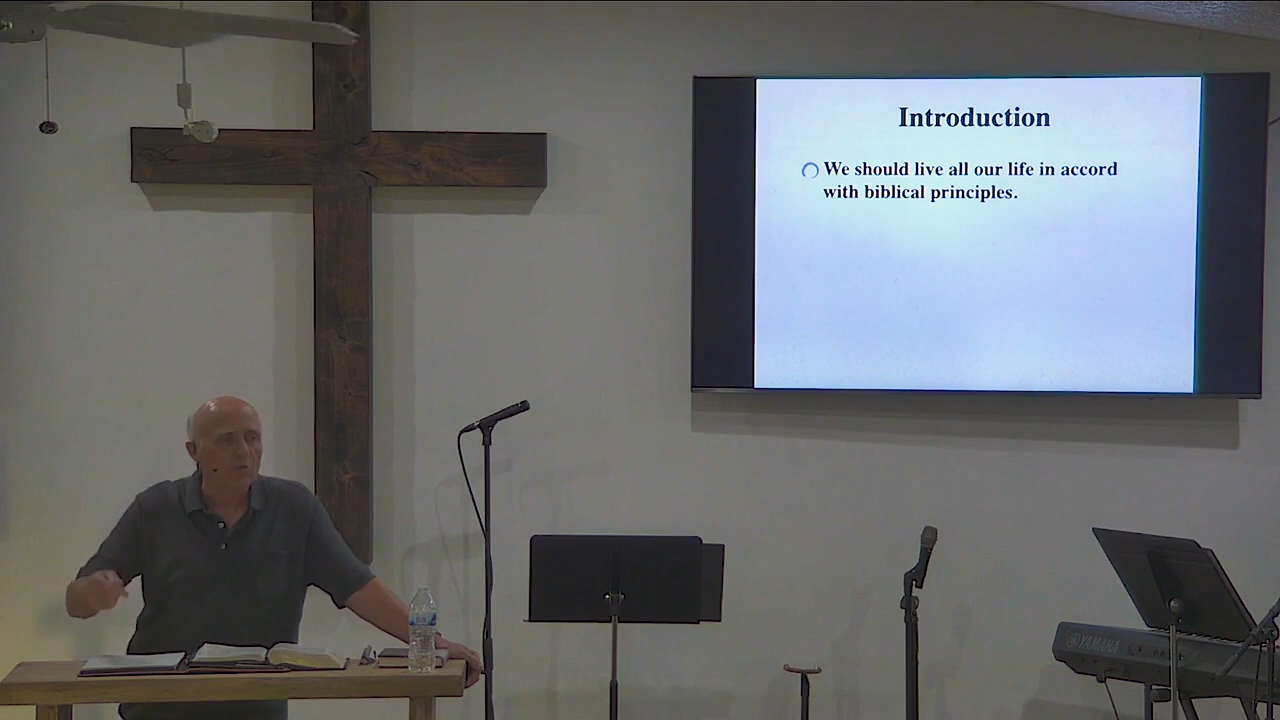 Introduction
We should live all our life in accord
with biblical principles.
YAMAHA